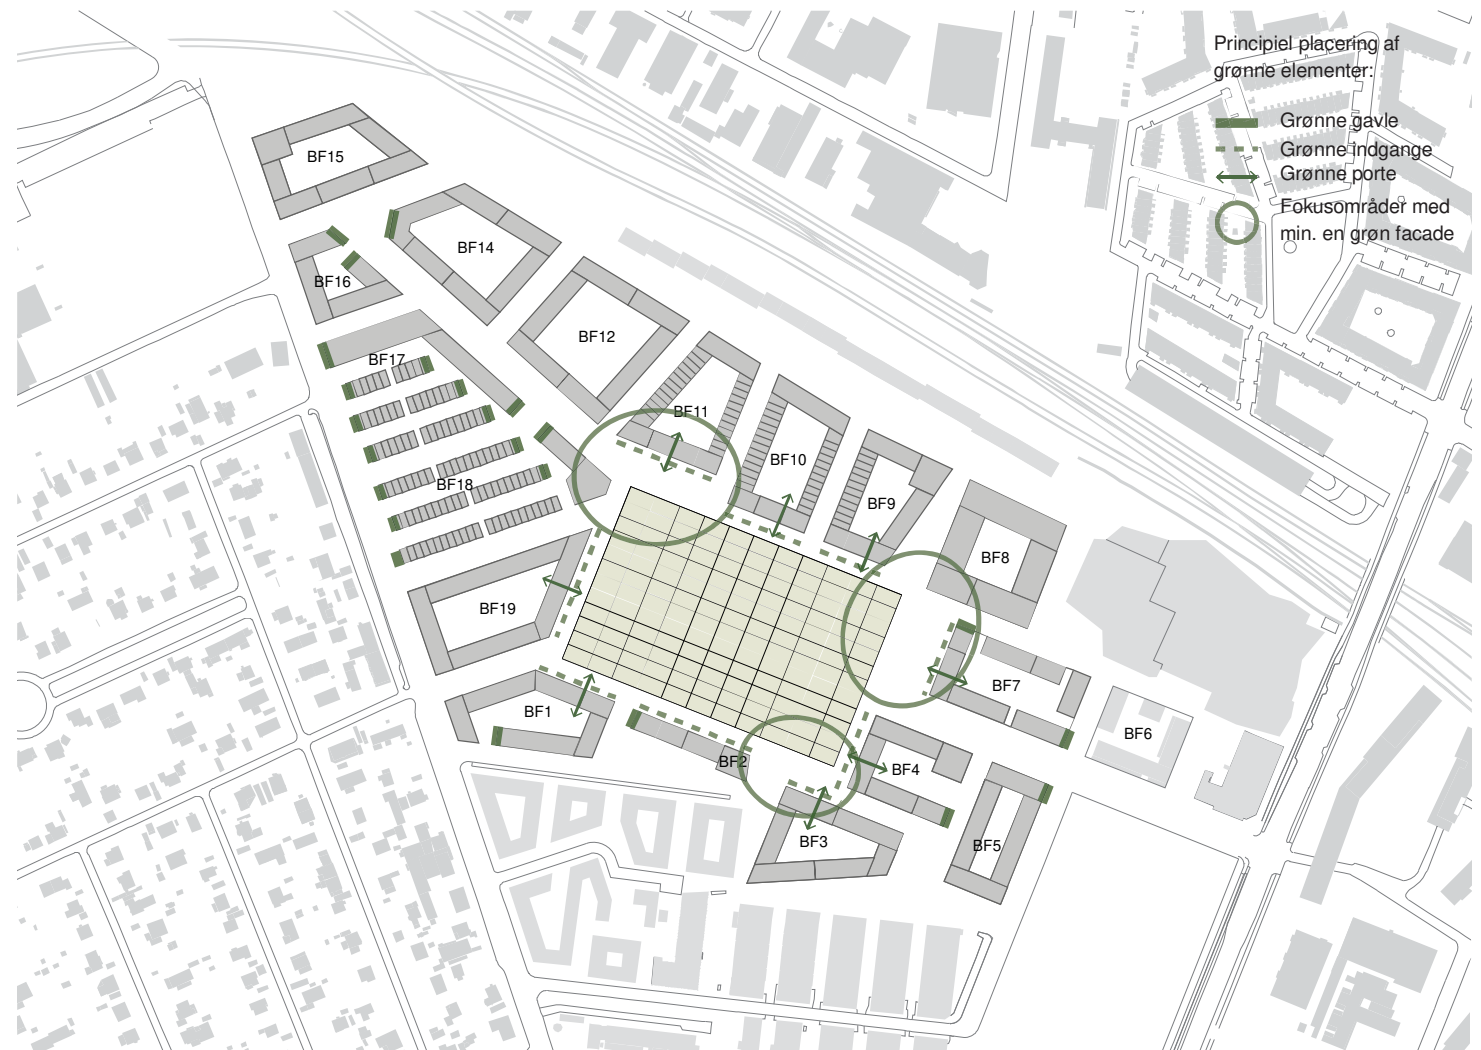 Principiel placering af
grønne elementer:
Grønne gavle
Grønne indgange
Grønne porte
Fokusområder med
min. en grøn facade
BF15
BF14
BF16
BF12
BF17
BF11
BF10
BF18
BF9
BF8
BF19
BF7
BF1
BF6
BF2
BF4
BF3
BF5